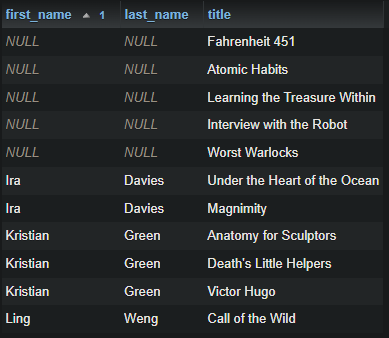 first_name 1 last_name title
NULL NULL Fahrenheit 451
NULL NULL Atomic Habits
NULL NULL Learning the Treasure Within
NULL NULL Interview with the Robot
NULL NULL Worst Warlocks
Ira Davies Under the Heart of the Ocean
Ira Davies Magnimity
Kristian Green Anatomy for Sculptors
Kristian Green Death's Little Helpers
Kristian Green Victor Hugo
Ling Weng Call of the Wild